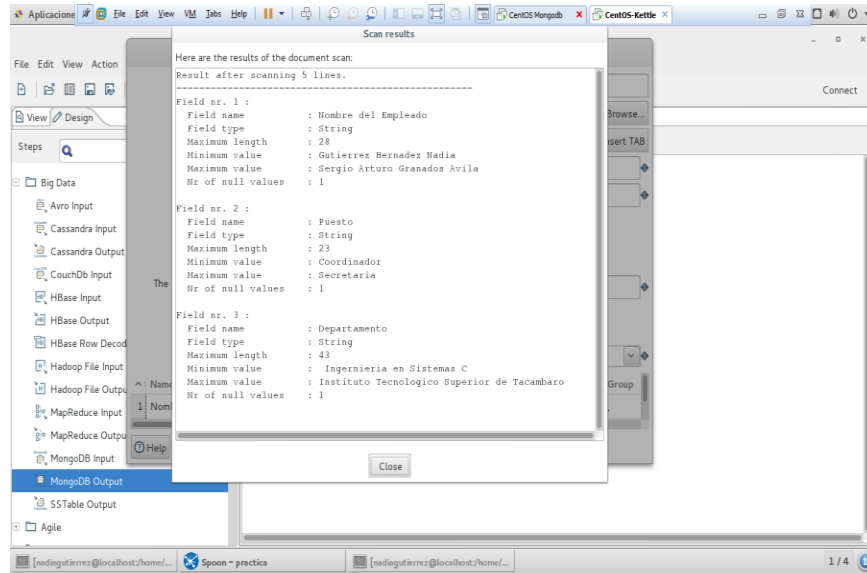 Aplicacione File Edit View VM Tabs Help CentOS Mongodb CentOS-Kettle
Scan results
File Edit View Action
Connect
View Design
Steps
Big Data
Avro Input
Cassandra Input
Cassandra Output
CouchDb Input
HBase Input
HBase Output
HBase Row Decod
Hadoop File Input
Hadoop File Outpu
MapReduce Input
MapReduce Outpu
MongoDB Input
MongoDB Output
SSTable Output
Agile
Here are the results of the document scan:
Result after scanning 5 lines.
Field nr. 1 :
Field name : Nombre del Empleado
Field type : String
Maximum length : 28
Minimum value : Gutierrez Hernadez Nadia
Maximum value : Sergio Arturo Granados Avila
Nr of null values : 1
Field nr. 2 :
Field name : Puesto
Field type : String
Maximum length : 23
Minimum value : Coordinador
Maximum value : Secretaria
Nr of null values : 1
Field nr. 3 :
Field name : Departamento
Field type : String
Maximum length : 43
Minimum value : Ingernieria en Sistemas C
Maximum value : Instituto Tecnologico Superior de Tacambaro
Nr of null values : 1
Close
Browse...
nsert TAB
The
Name
Group
1 Noml
Help
[nadiagutierrez@localhost:/home/... Spoon - practica [nadiagutierrez@localhost:/home/... 1 / 4